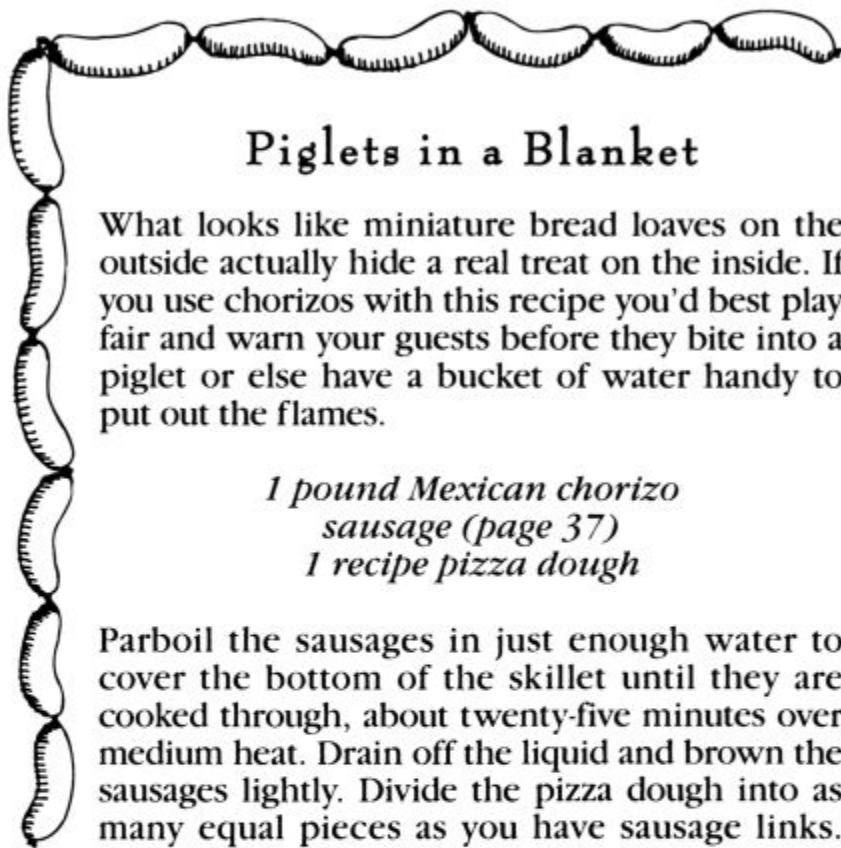 Piglets in a Blanket
What looks like miniature bread loaves on the
outside actually hide a real treat on the inside. If
you use chorizos with this recipe you'd best play
fair and warn your guests before they bite into a
piglet or else have a bucket of water handy to
put out the flames.
1 pound Mexican chorizo
sausage (page 37)
1 recipe pizza dough
Parboil the sausages in just enough water to
cover the bottom of the skillet until they are
cooked through, about twenty-five minutes over
medium heat. Drain off the liquid and brown the
sausages lightly. Divide the pizza dough into as
many equal pieces as you have sausage links.